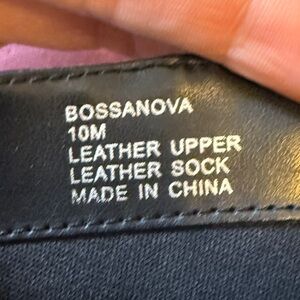 BOSSANOVA
10M
LEATHER UPPER
LEATHER SOCK
MADE IN CHINA